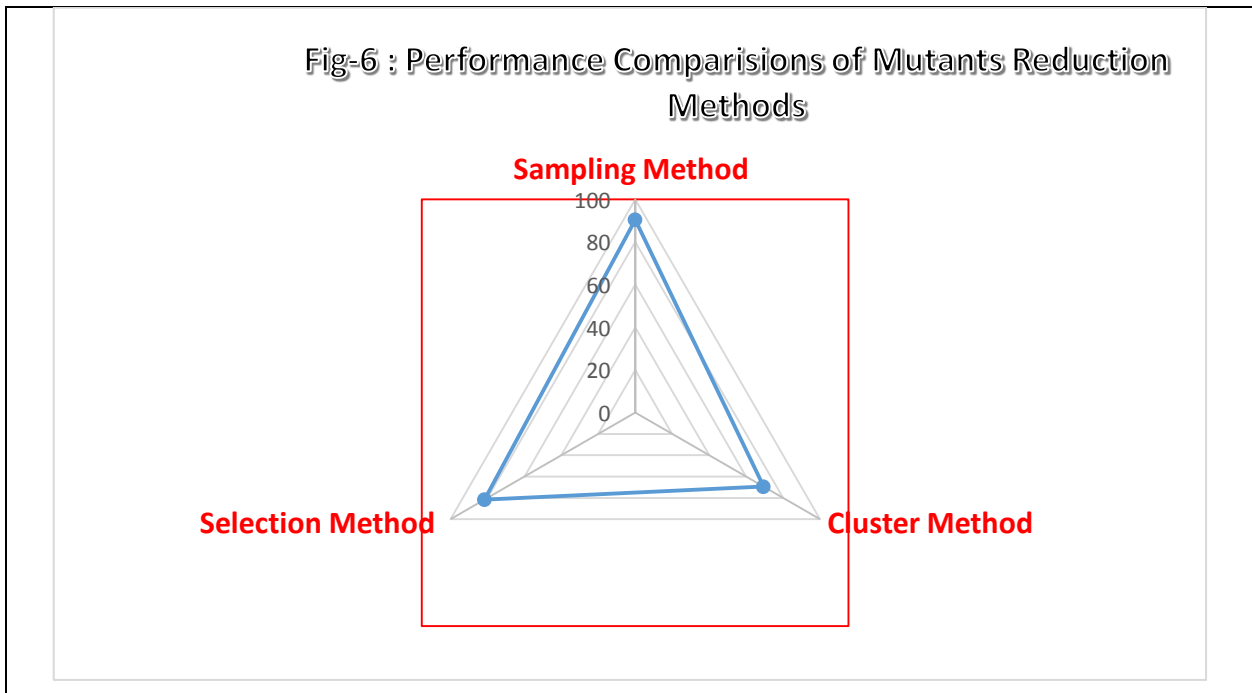 Fig-6 : Performance Comparisions of Mutants Reduction
Methods
Sampling Method
100
80
60
40
20
0
Selection Method
Cluster Method